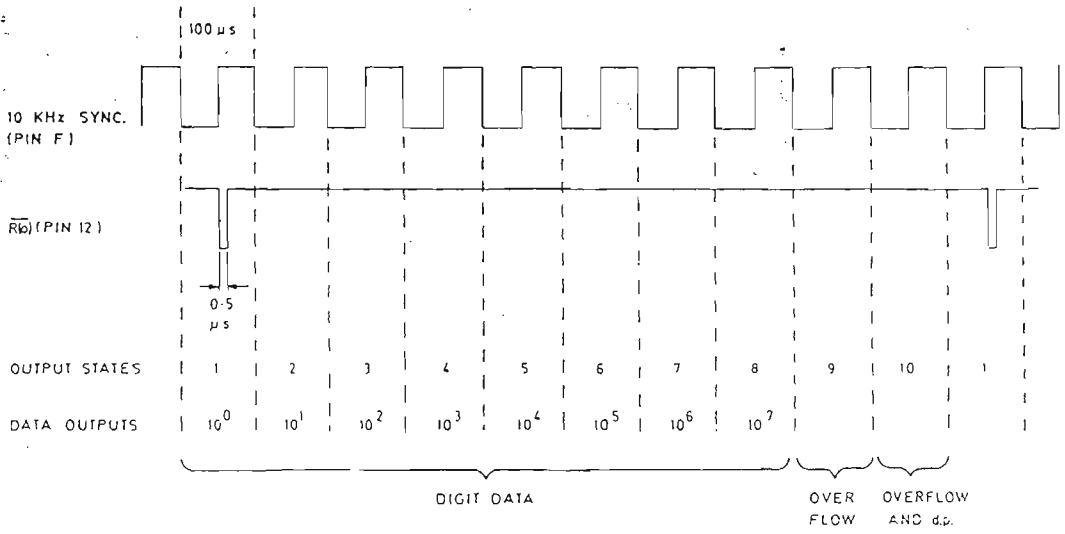 100 µs
10 KHz SYNC.
(PIN F)
(PIN 12)
0·5
µs
OUTPUT STATES 1 2 3 4 5 6 7 8 9 10 1
DATA OUTPUTS 10⁰ 10¹ 10² 10³ 10⁴ 10⁵ 10⁶ 10⁷
DIGIT DATA
OVER
FLOW
OVERFLOW
AND d.p.